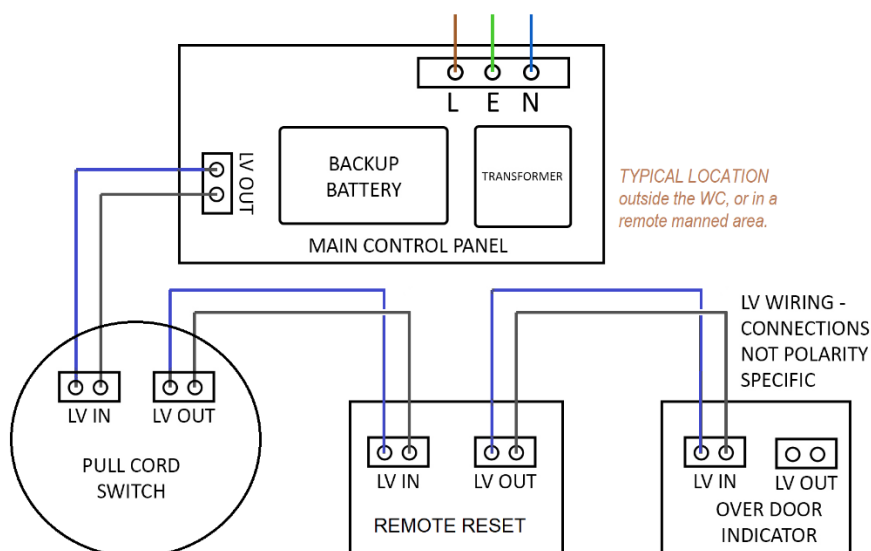 L E N
LV OUT
BACKUP
BATTERY
TRANSFORMER
MAIN CONTROL PANEL
TYPICAL LOCATION
outside the WC, or in a
remote manned area.
LV WIRING -
CONNECTIONS
NOT POLARITY
SPECIFIC
LV IN
LV OUT
PULL CORD
SWITCH
LV IN
LV OUT
REMOTE RESET
LV IN
LV OUT
OVER DOOR
INDICATOR